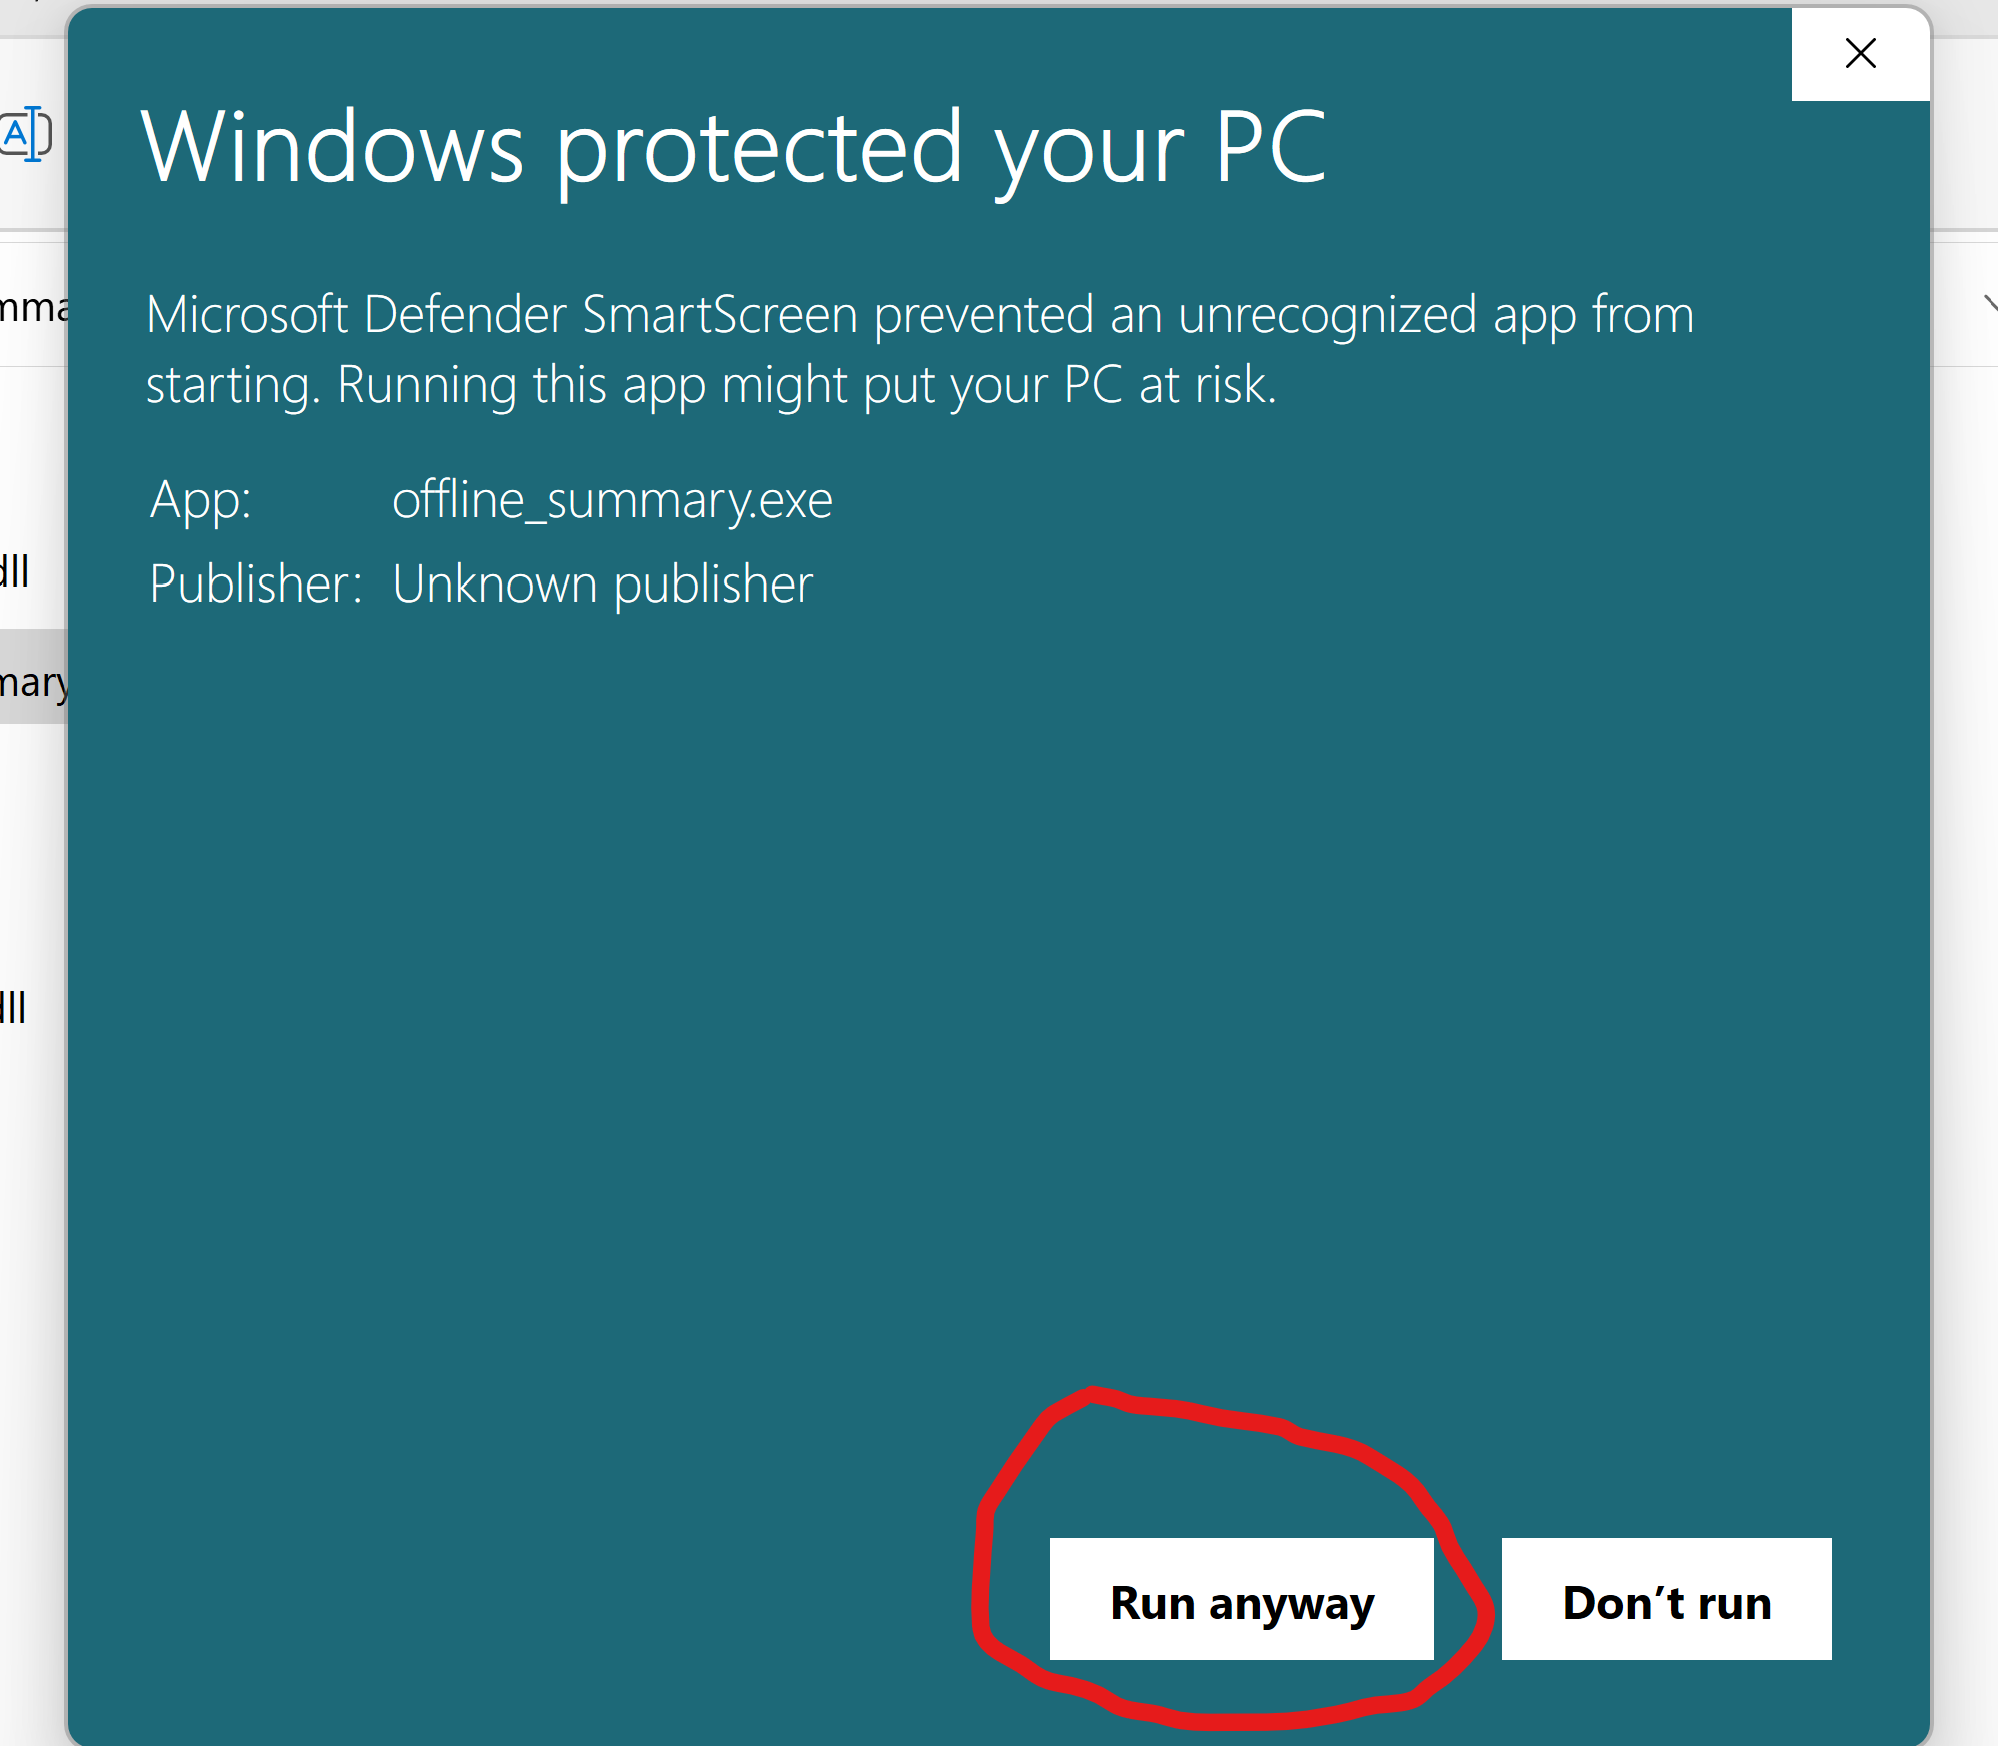 Windows protected your PC
Microsoft Defender SmartScreen prevented an unrecognized app from
starting. Running this app might put your PC at risk.
App: offline_summary.exe
Publisher: Unknown publisher
mma
dll
mary
dll
Run anyway
Don’t run